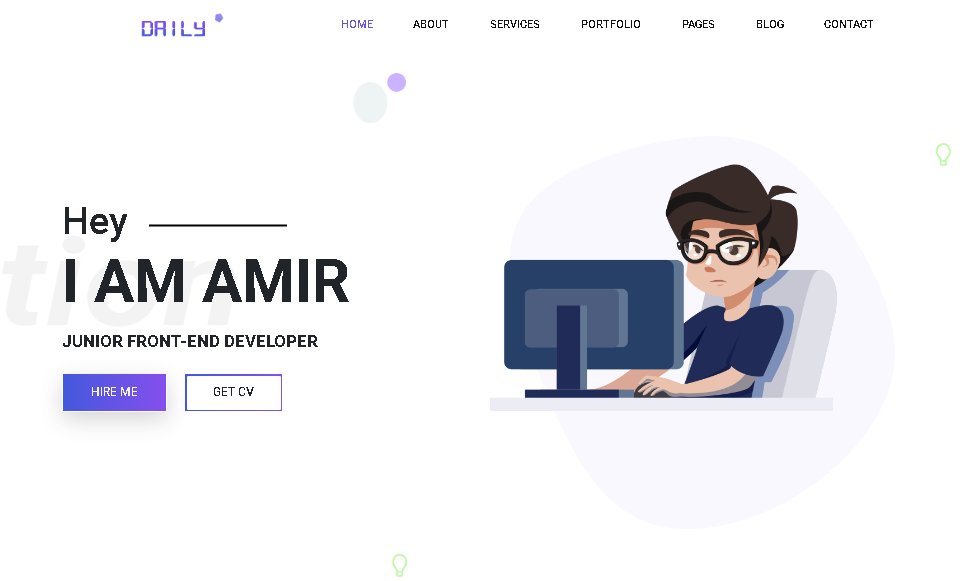 DAILY
HOME ABOUT SERVICES PORTFOLIO PAGES BLOG CONTACT
Hey
tion
I AM AMIR
JUNIOR FRONT-END DEVELOPER
HIRE ME GET CV